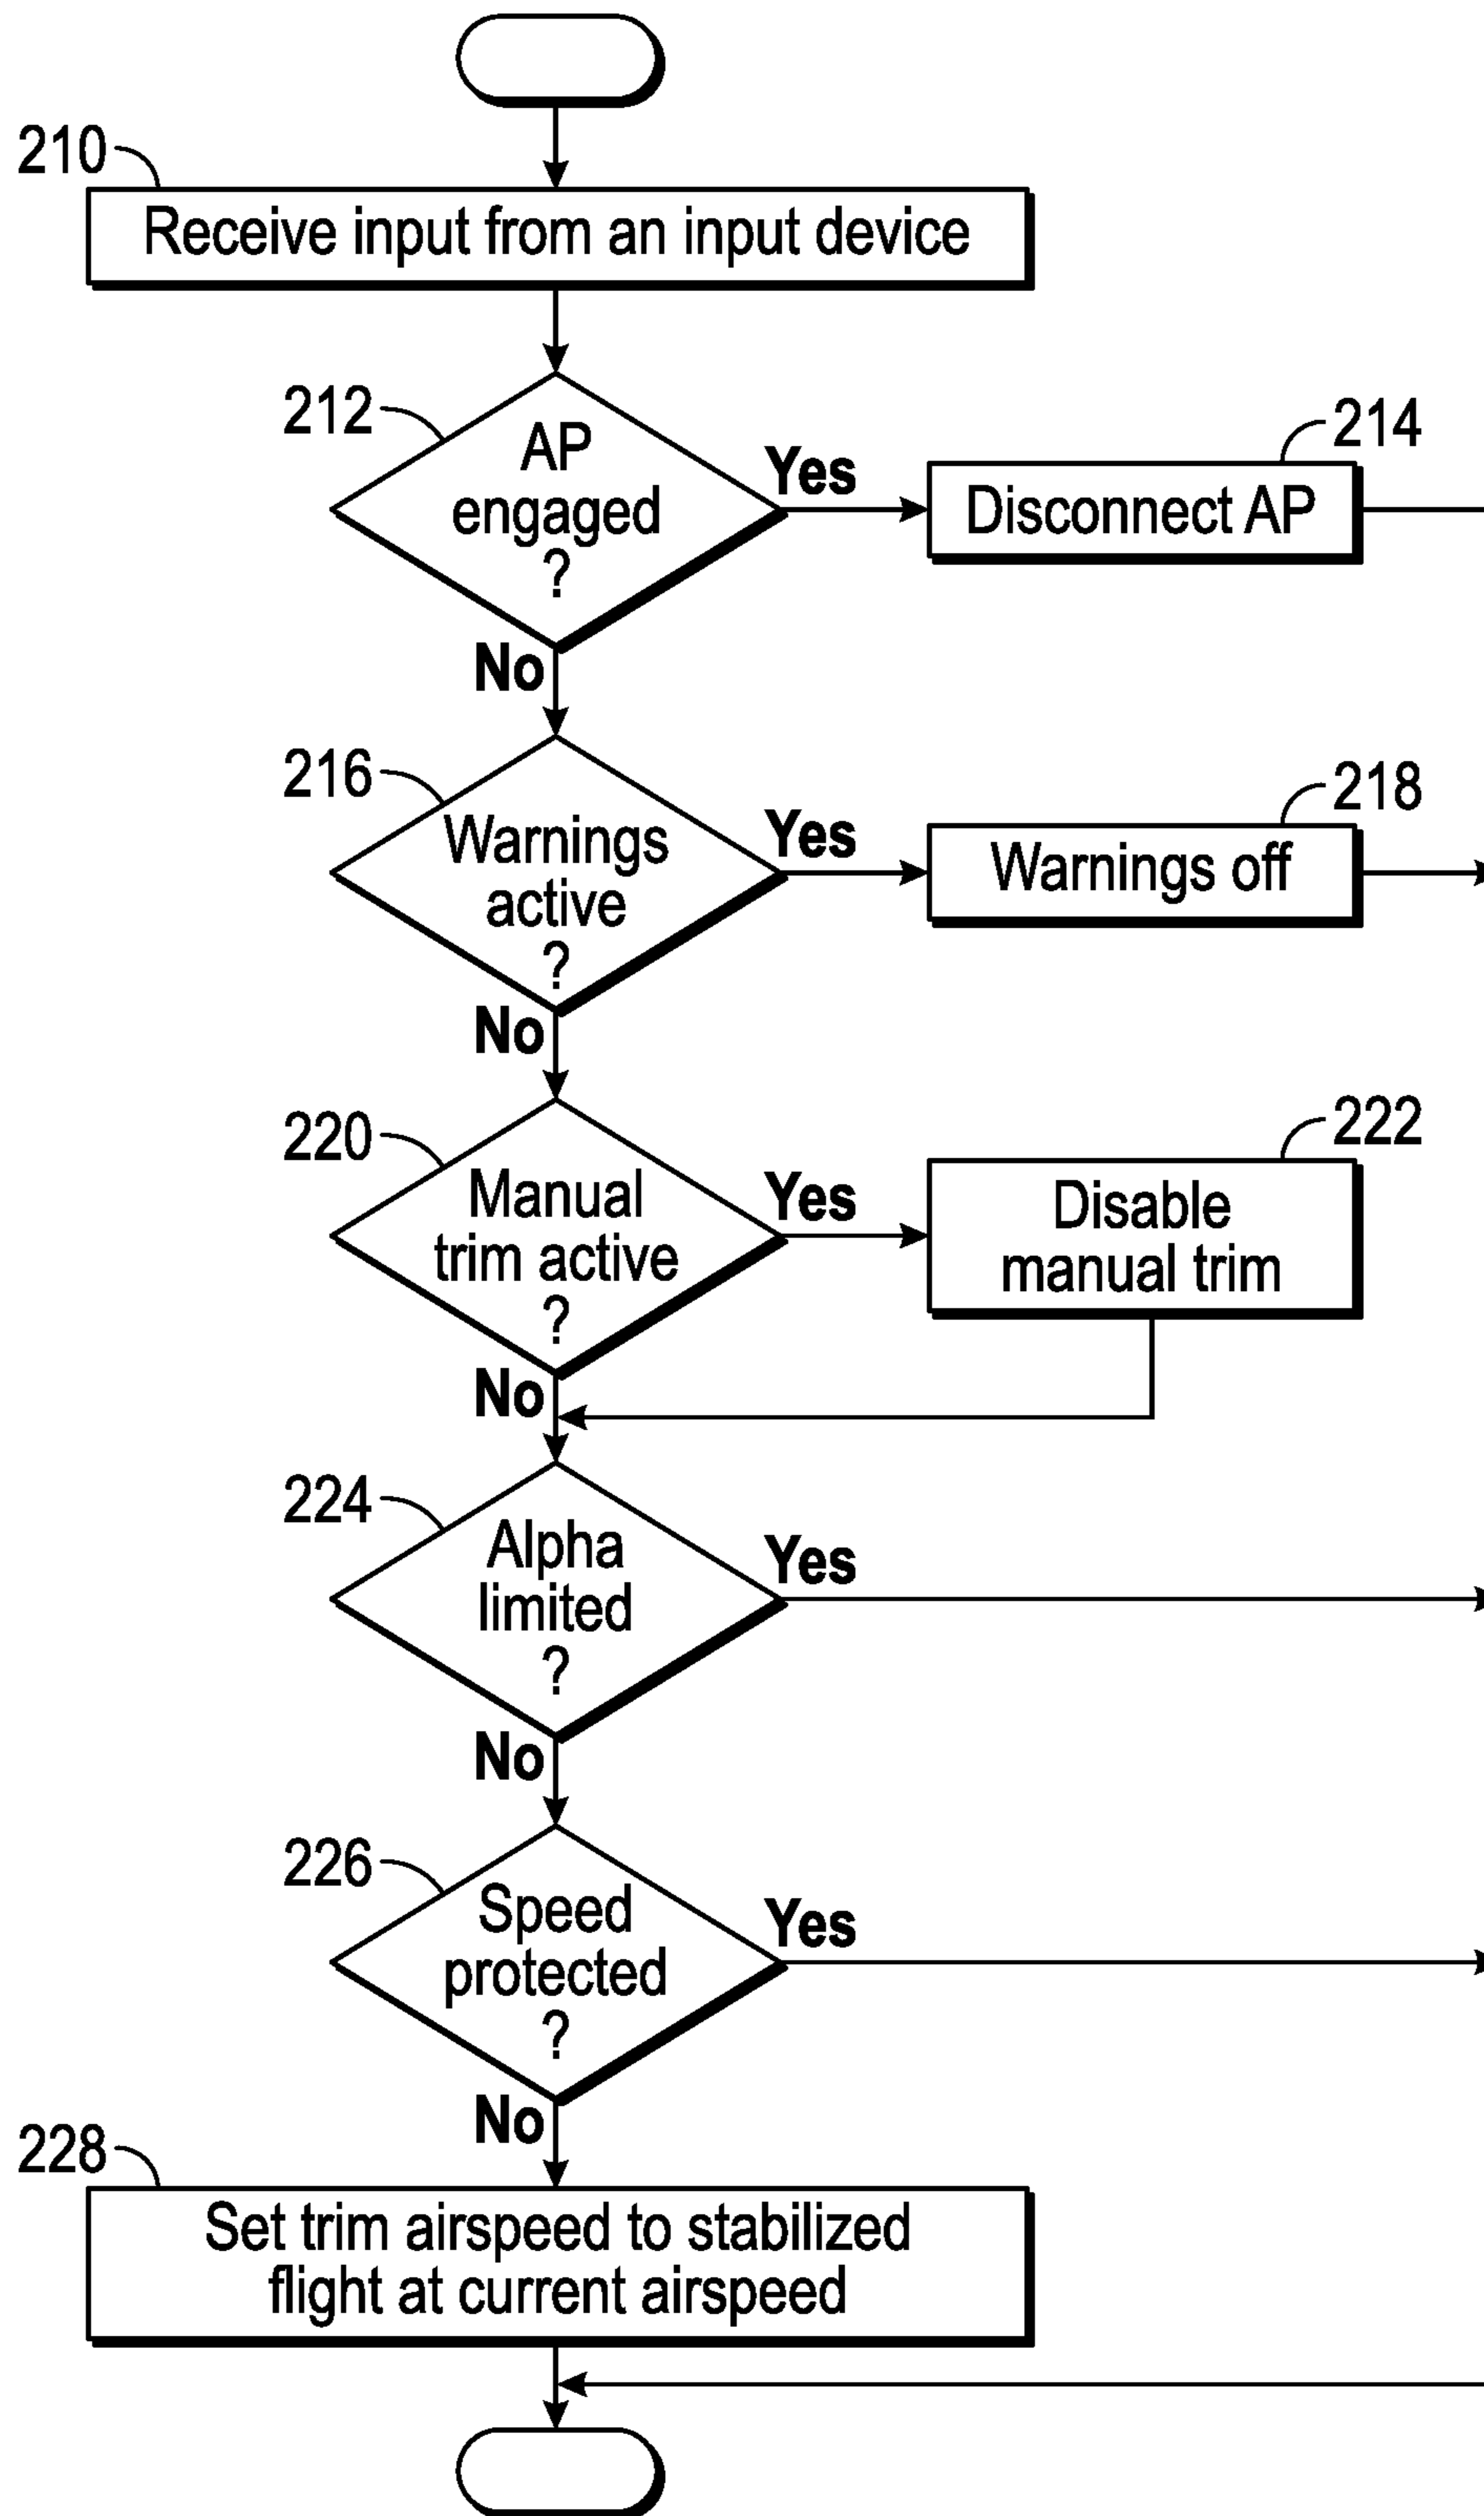 210
Receive input from an input device
212
AP
engaged
?
Yes
214
Disconnect AP
No
216
Warnings
active
?
Yes
218
Warnings off
No
220
Manual
trim active
?
Yes
222
Disable
manual trim
No
224
Alpha
limited
?
Yes
No
226
Speed
protected
?
Yes
No
228
Set trim airspeed to stabilized
flight at current airspeed